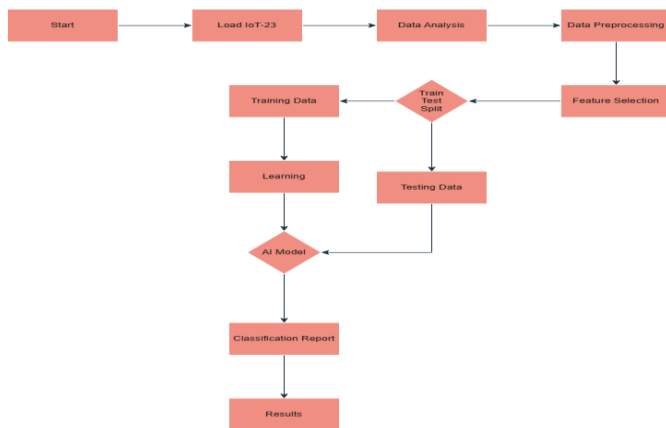 Start
Load IoT-23
Data Analysis
Data Preprocessing
Feature Selection
Train
Test
Split
Training Data
Learning
Testing Data
AI Model
Classification Report
Results